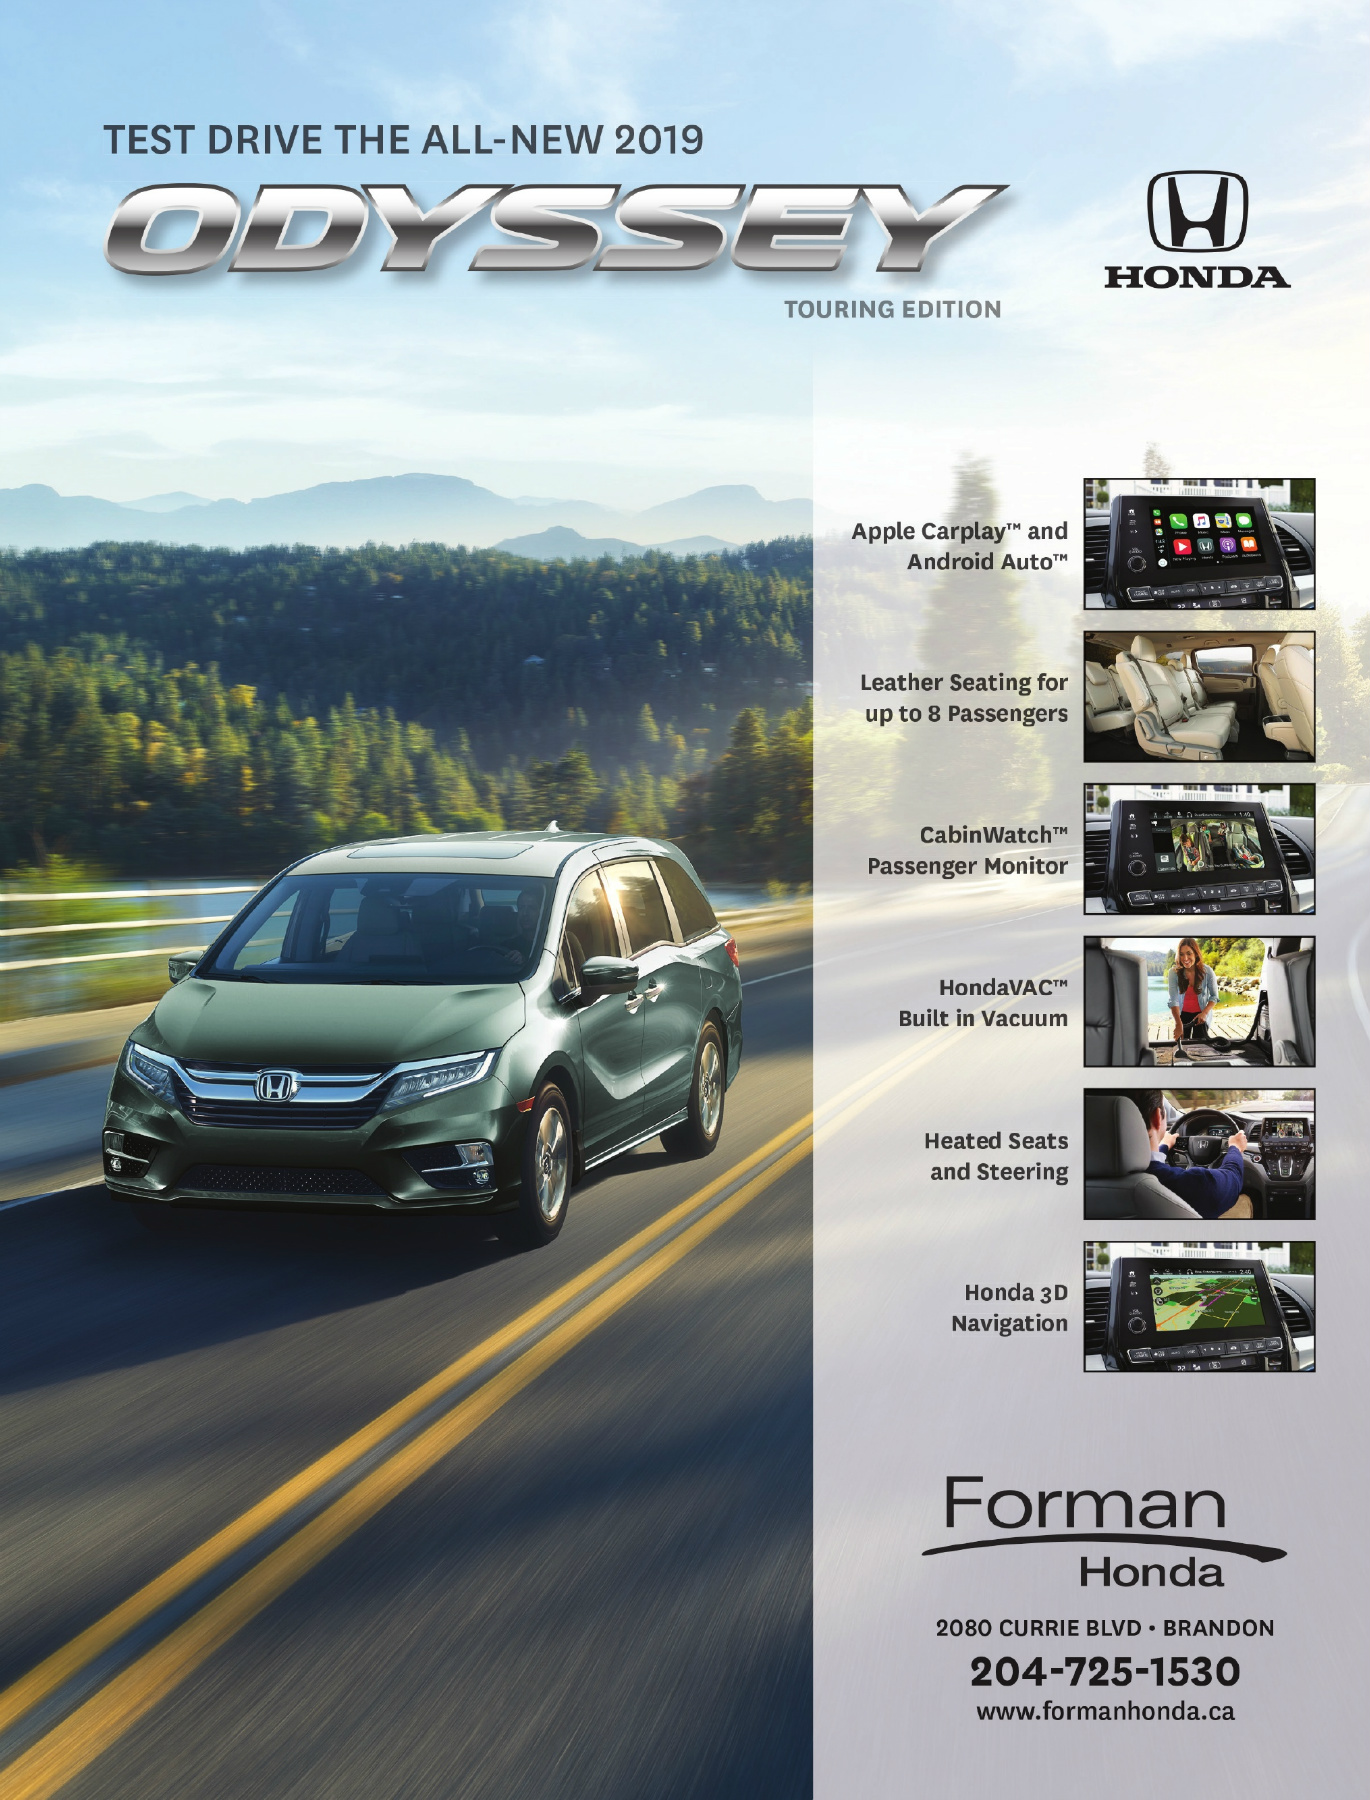 TEST DRIVE THE ALL-NEW 2019
ODYSSEY
TOURING EDITION
HONDA
Apple Carplay™ and
Android Auto™
Leather Seating for
up to 8 Passengers
CabinWatch™
Passenger Monitor
HondaVAC™
Built in Vacuum
Heated Seats
and Steering
Honda 3D
Navigation
Forman
Honda
2080 CURRIE BLVD • BRANDON
204-725-1530
www.formanhonda.ca